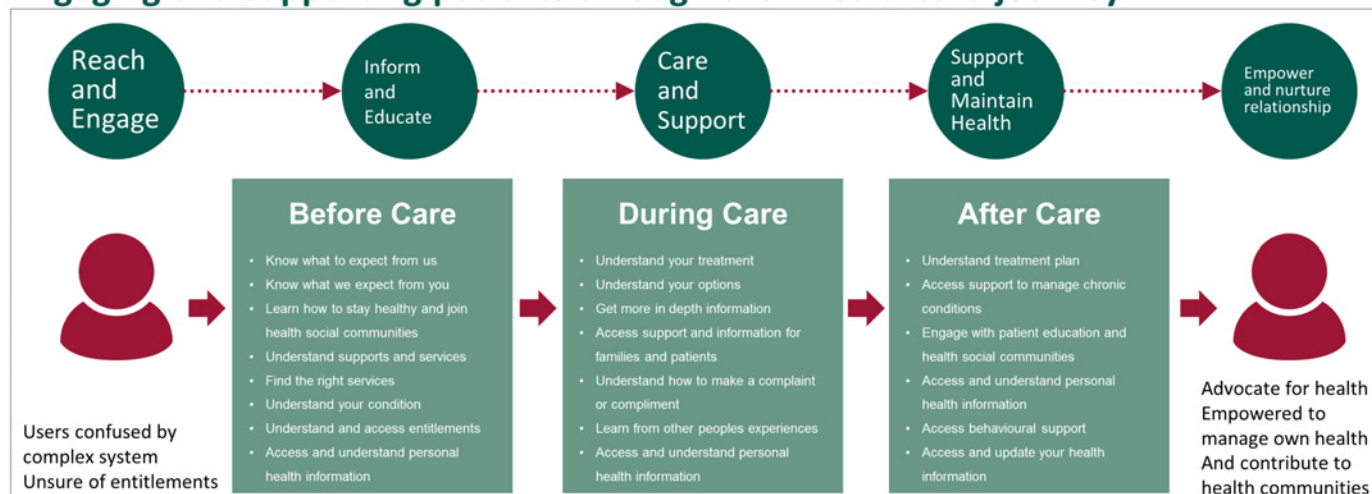 Engaging and supporting patients through their healthcare journey
Reach
and
Engage
Inform
and
Educate
Care
and
Support
Support
and
Maintain
Health
Empower
and nurture
relationship
Before Care
• Know what to expect from us
• Know what we expect from you
• Learn how to stay healthy and join
health social communities
• Understand supports and services
• Find the right services
• Understand your condition
• Understand and access entitlements
• Access and understand personal
health information
During Care
• Understand your treatment
• Understand your options
• Get more in depth information
• Access support and information for
families and patients
• Understand how to make a complaint
or compliment
• Learn from other peoples experiences
• Access and understand personal
health information
After Care
• Understand treatment plan
• Access support to manage chronic
conditions
• Engage with patient education and
health social communities
• Access and understand personal
health information
• Access behavioural support
• Access and update your health
information
Users confused by
complex system
Unsure of entitlements
Advocate for health
Empowered to
manage own health
And contribute to
health communities